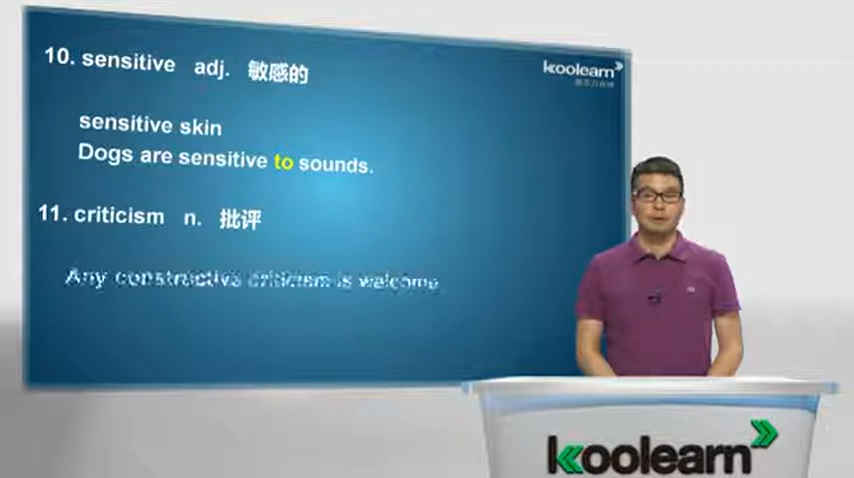 10. sensitive adj. 敏感的
koolearn
sensitive skin
Dogs are sensitive to sounds.
11. criticism n. 批评
Any constructive criticism is welcome
koolearn